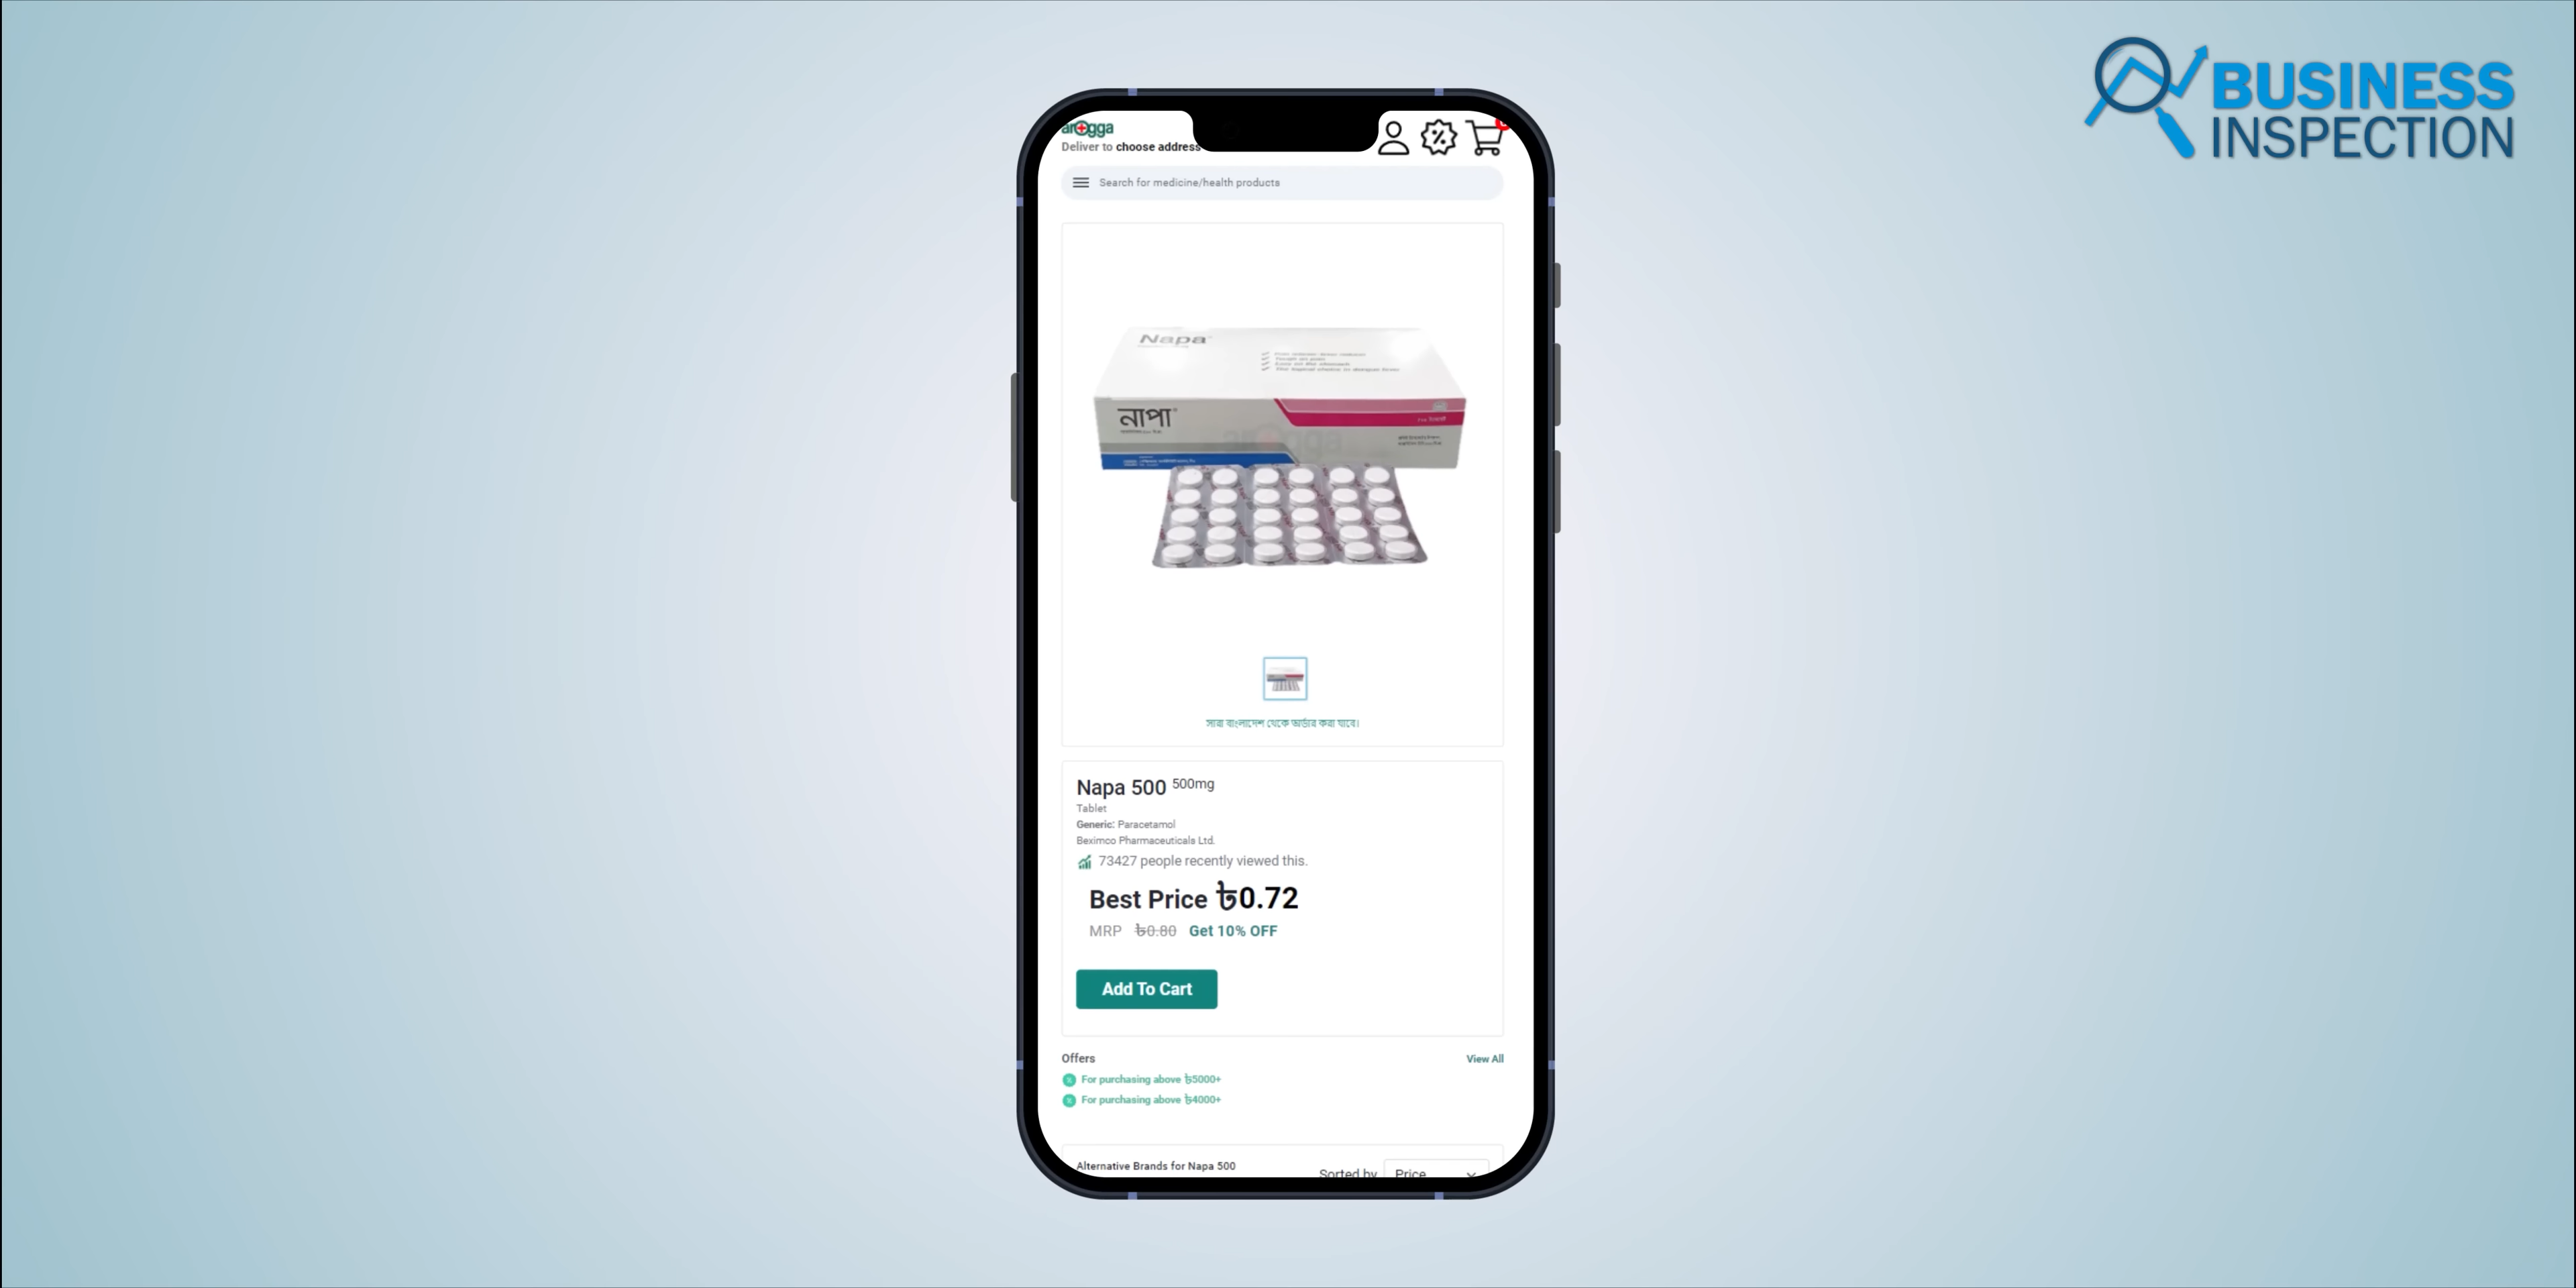 BUSINESS
INSPECTION
arogga
Deliver to choose address
Search for medicine/health products
Napa
নাপা
Napa 500 500mg
সারা বাংলাদেশ থেকে অর্ডার করা যাবে।
Tablet
Generic: Paracetamol
Beximco Pharmaceuticals Ltd.
73427 people recently viewed this.
Best Price ৳0.72
MRP ৳0.80 Get 10% OFF
Add To Cart
Offers View All
For purchasing above ৳5000+
For purchasing above ৳4000+
Alternative Brands for Napa 500
Sorted by Price